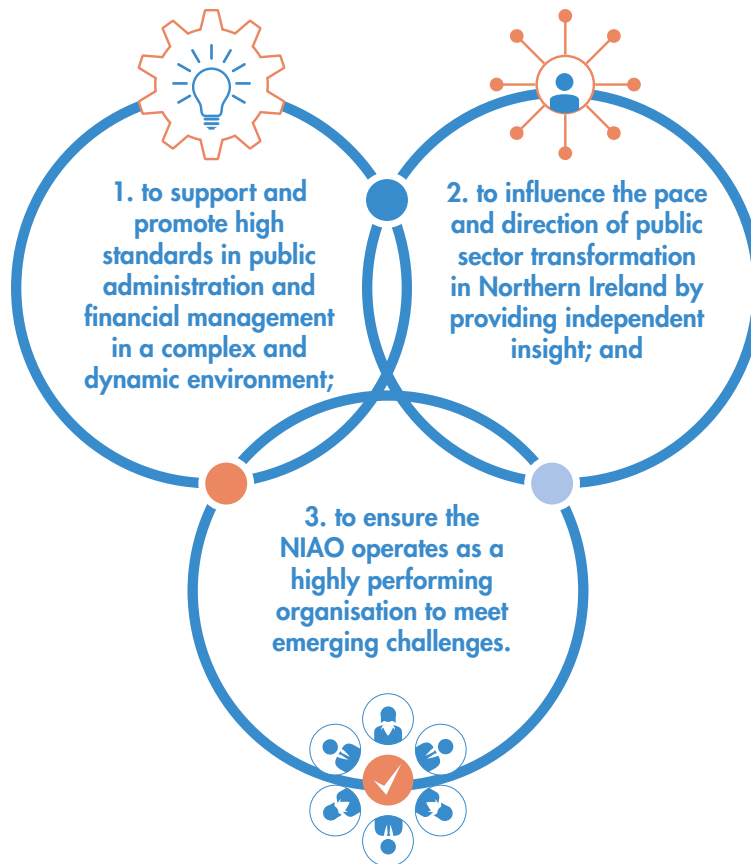 1. to support and
promote high
standards in public
administration and
financial management
in a complex and
dynamic environment;
2. to influence the pace
and direction of public
sector transformation
in Northern Ireland by
providing independent
insight; and
3. to ensure the
NIAO operates as a
highly performing
organisation to meet
emerging challenges.